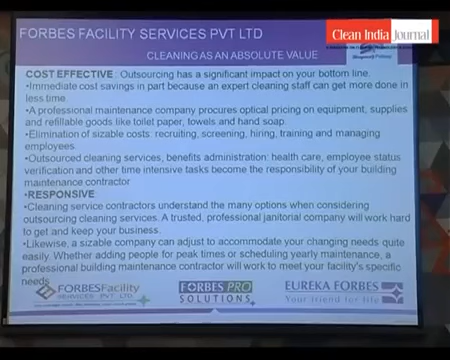 FORBES FACILITY SERVICES PVT LTD
Clean India Journal
CLEANING AS AN ABSOLUTE VALUE
COST EFFECTIVE : Outsourcing has a significant impact on your bottom line.
•Immediate cost savings in part because an expert cleaning staff can get more done in
less time.
•A professional maintenance company procures optical pricing on equipment, supplies
and refillable goods like toilet paper, towels and hand soap.
•Elimination of sizable costs: recruiting, screening, hiring, training and managing
employees.
•Outsourced cleaning services, benefits administration: health care, employee status
verification and other time intensive tasks become the responsibility of your building
maintenance contractor
•RESPONSIVE
•Cleaning service contractors understand the many options when considering
outsourcing cleaning services. A trusted, professional janitorial company will work hard
to get and keep your business.
•Likewise, a sizable company can adjust to accommodate your changing needs quite
easily. Whether adding people for peak times or scheduling yearly maintenance, a
professional building maintenance contractor will work to meet your facility's specific
needs
FORBESFacility
SERVICES PVT. LTD.
FORBES PRO
SOLUTIONS
EUREKA FORBES
Your friend for life